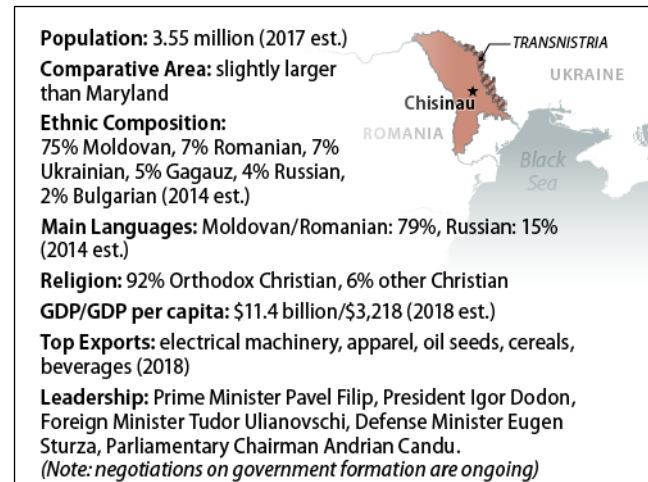 Population: 3.55 million (2017 est.)
Comparative Area: slightly larger
than Maryland
Ethnic Composition:
75% Moldovan, 7% Romanian, 7%
Ukrainian, 5% Gagauz, 4% Russian,
2% Bulgarian (2014 est.)
TRANSNISTRIA
UKRAINE
Chisinau
ROMANIA
Black
Sea
Main Languages: Moldovan/Romanian: 79%, Russian: 15%
(2014 est.)
Religion: 92% Orthodox Christian, 6% other Christian
GDP/GDP per capita: $11.4 billion/$3,218 (2018 est.)
Top Exports: electrical machinery, apparel, oil seeds, cereals,
beverages (2018)
Leadership: Prime Minister Pavel Filip, President Igor Dodon,
Foreign Minister Tudor Ulianovschi, Defense Minister Eugen
Sturza, Parliamentary Chairman Andrian Candu.
(Note: negotiations on government formation are ongoing)